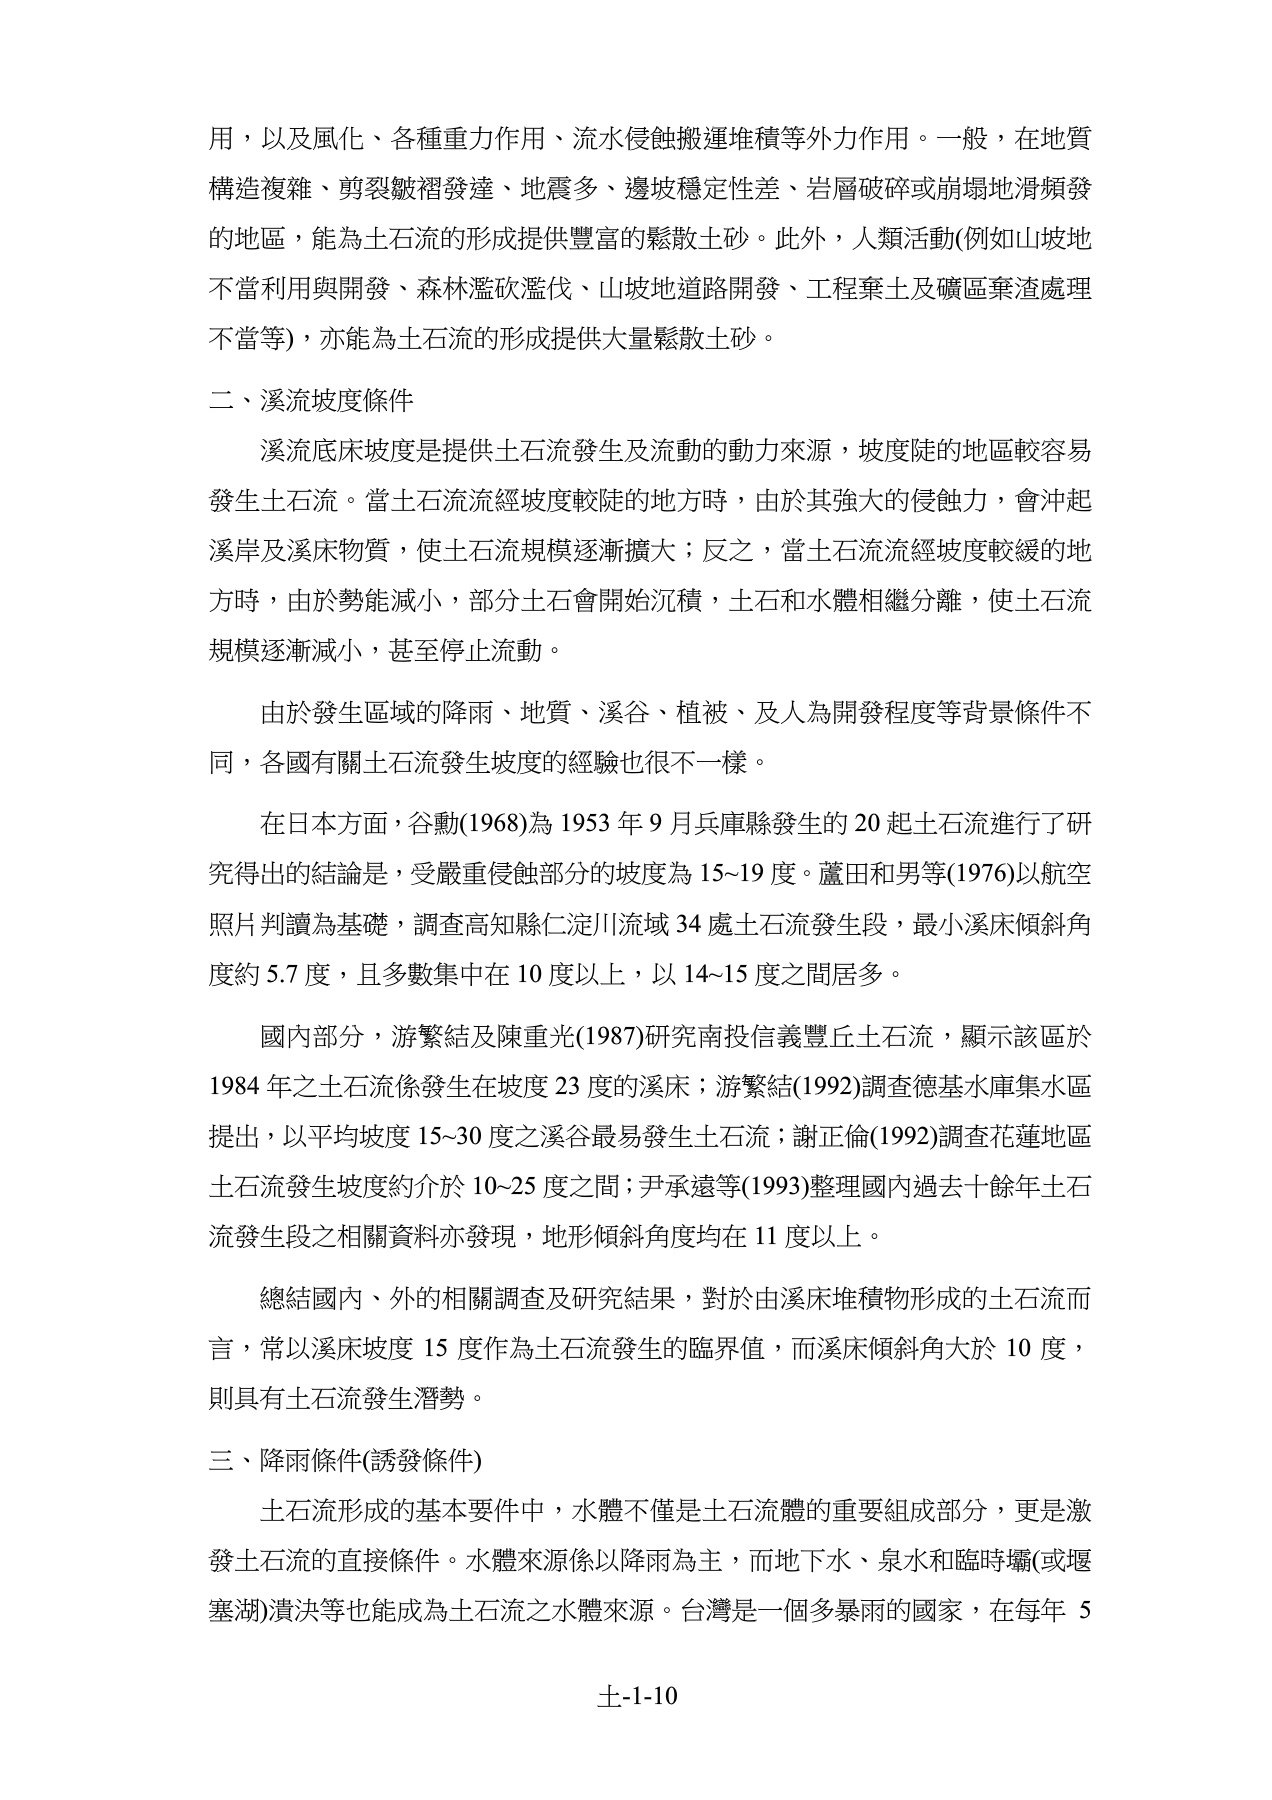 用，以及風化、各種重力作用、流水侵蝕搬運堆積等外力作用。一般，在地質
構造複雜、剪裂皺褶發達、地震多、邊坡穩定性差、岩層破碎或崩塌地滑頻發
的地區，能為土石流的形成提供豐富的鬆散土砂。此外，人類活動(例如山坡地
不當利用與開發、森林濫砍濫伐、山坡地道路開發、工程棄土及礦區棄渣處理
不當等)，亦能為土石流的形成提供大量鬆散土砂。
二、溪流坡度條件
溪流底床坡度是提供土石流發生及流動的動力來源，坡度陡的地區較容易
發生土石流。當土石流流經坡度較陡的地方時，由於其強大的侵蝕力，會沖起
溪岸及溪床物質，使土石流規模逐漸擴大；反之，當土石流流經坡度較緩的地
方時，由於勢能減小，部分土石會開始沉積，土石和水體相繼分離，使土石流
規模逐漸減小，甚至停止流動。
由於發生區域的降雨、地質、溪谷、植被、及人為開發程度等背景條件不
同，各國有關土石流發生坡度的經驗也很不一樣。
在日本方面，谷勳(1968)為 1953 年 9 月兵庫縣發生的 20 起土石流進行了研
究得出的結論是，受嚴重侵蝕部分的坡度為 15~19 度。蘆田和男等(1976)以航空
照片判讀為基礎，調查高知縣仁淀川流域 34 處土石流發生段，最小溪床傾斜角
度約 5.7 度，且多數集中在 10 度以上，以 14~15 度之間居多。
國內部分，游繁結及陳重光(1987)研究南投信義豐丘土石流，顯示該區於
1984 年之土石流係發生在坡度 23 度的溪床；游繁結(1992)調查德基水庫集水區
提出，以平均坡度 15~30 度之溪谷最易發生土石流；謝正倫(1992)調查花蓮地區
土石流發生坡度約介於 10~25 度之間；尹承遠等(1993)整理國內過去十餘年土石
流發生段之相關資料亦發現，地形傾斜角度均在 11 度以上。
總結國內、外的相關調查及研究結果，對於由溪床堆積物形成的土石流而
言，常以溪床坡度 15 度作為土石流發生的臨界值，而溪床傾斜角大於 10 度，
則具有土石流發生潛勢。
三、降雨條件(誘發條件)
土石流形成的基本要件中，水體不僅是土石流體的重要組成部分，更是激
發土石流的直接條件。水體來源係以降雨為主，而地下水、泉水和臨時壩(或堰
塞湖)潰決等也能成為土石流之水體來源。台灣是一個多暴雨的國家，在每年 5
土-1-10